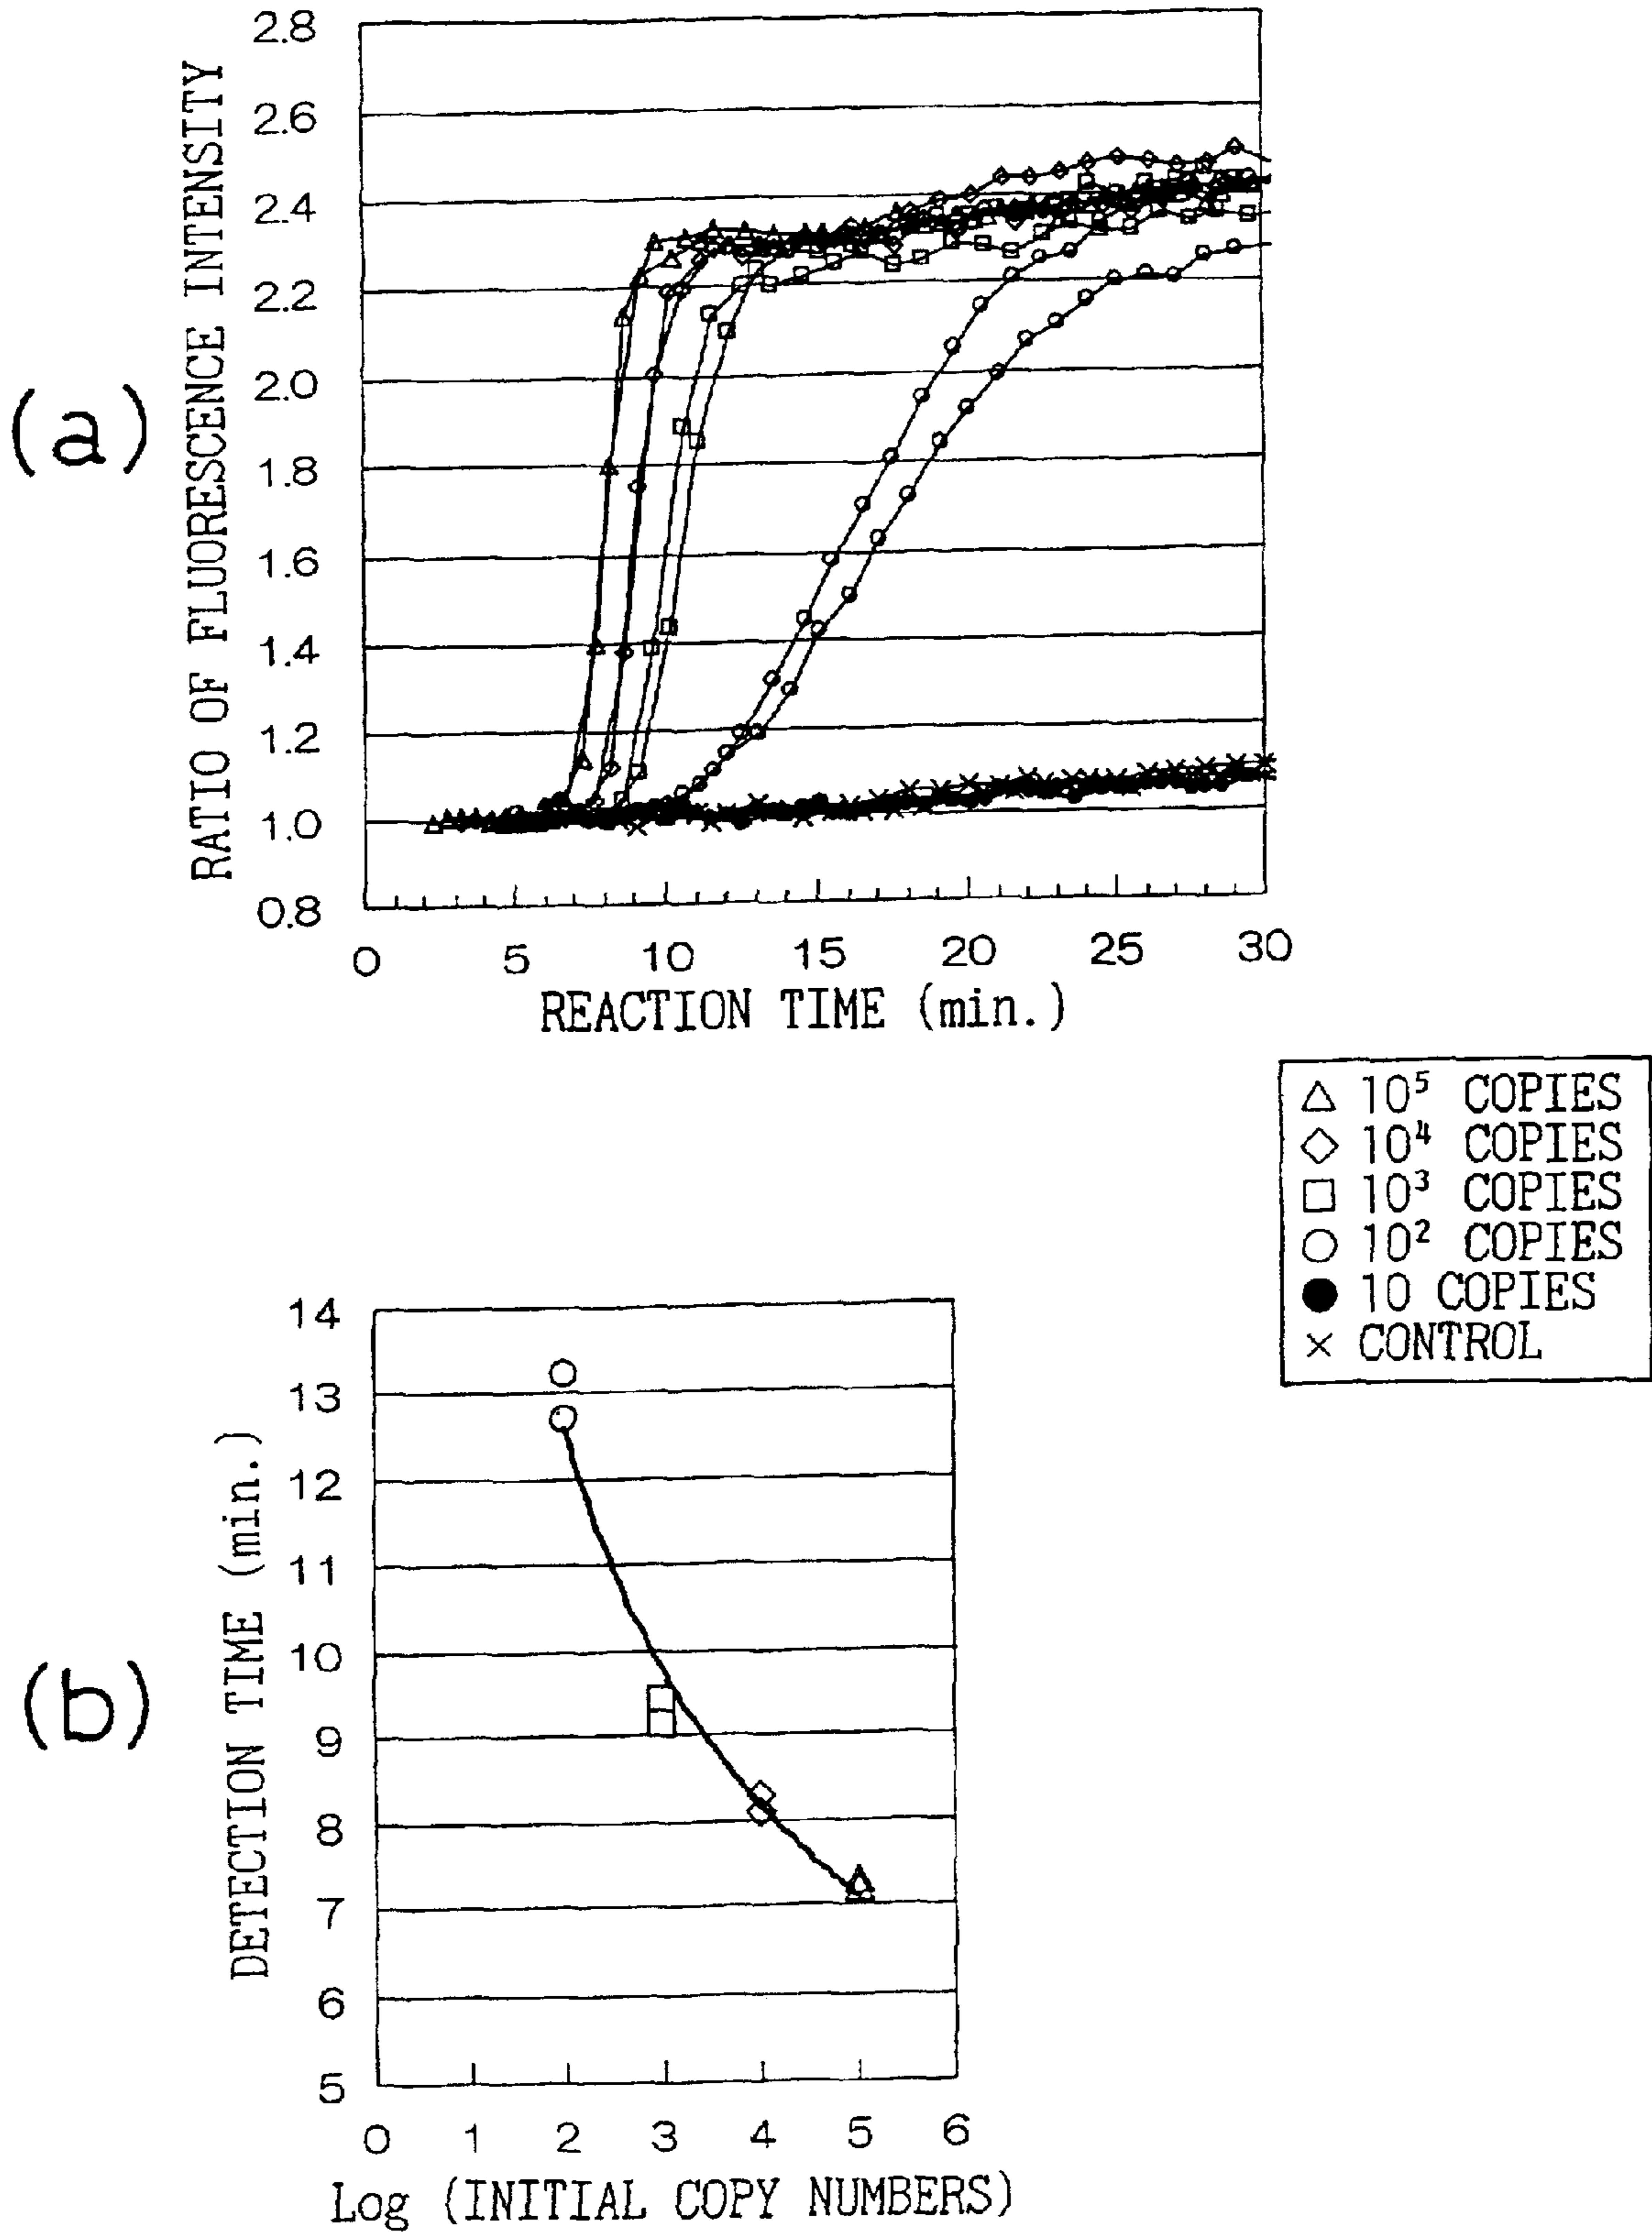 (a)
RATIO OF FLUORESCENCE INTENSITY
2.8
2.6
2.4
2.2
2.0
1.8
1.6
1.4
1.2
1.0
0.8
0 5 10 15 20 25 30
REACTION TIME (min.)
△ 10⁵ COPIES
◇ 10⁴ COPIES
□ 10³ COPIES
○ 10² COPIES
● 10 COPIES
× CONTROL
(b)
DETECTION TIME (min.)
14
13
12
11
10
9
8
7
6
5
0 1 2 3 4 5 6
Log (INITIAL COPY NUMBERS)